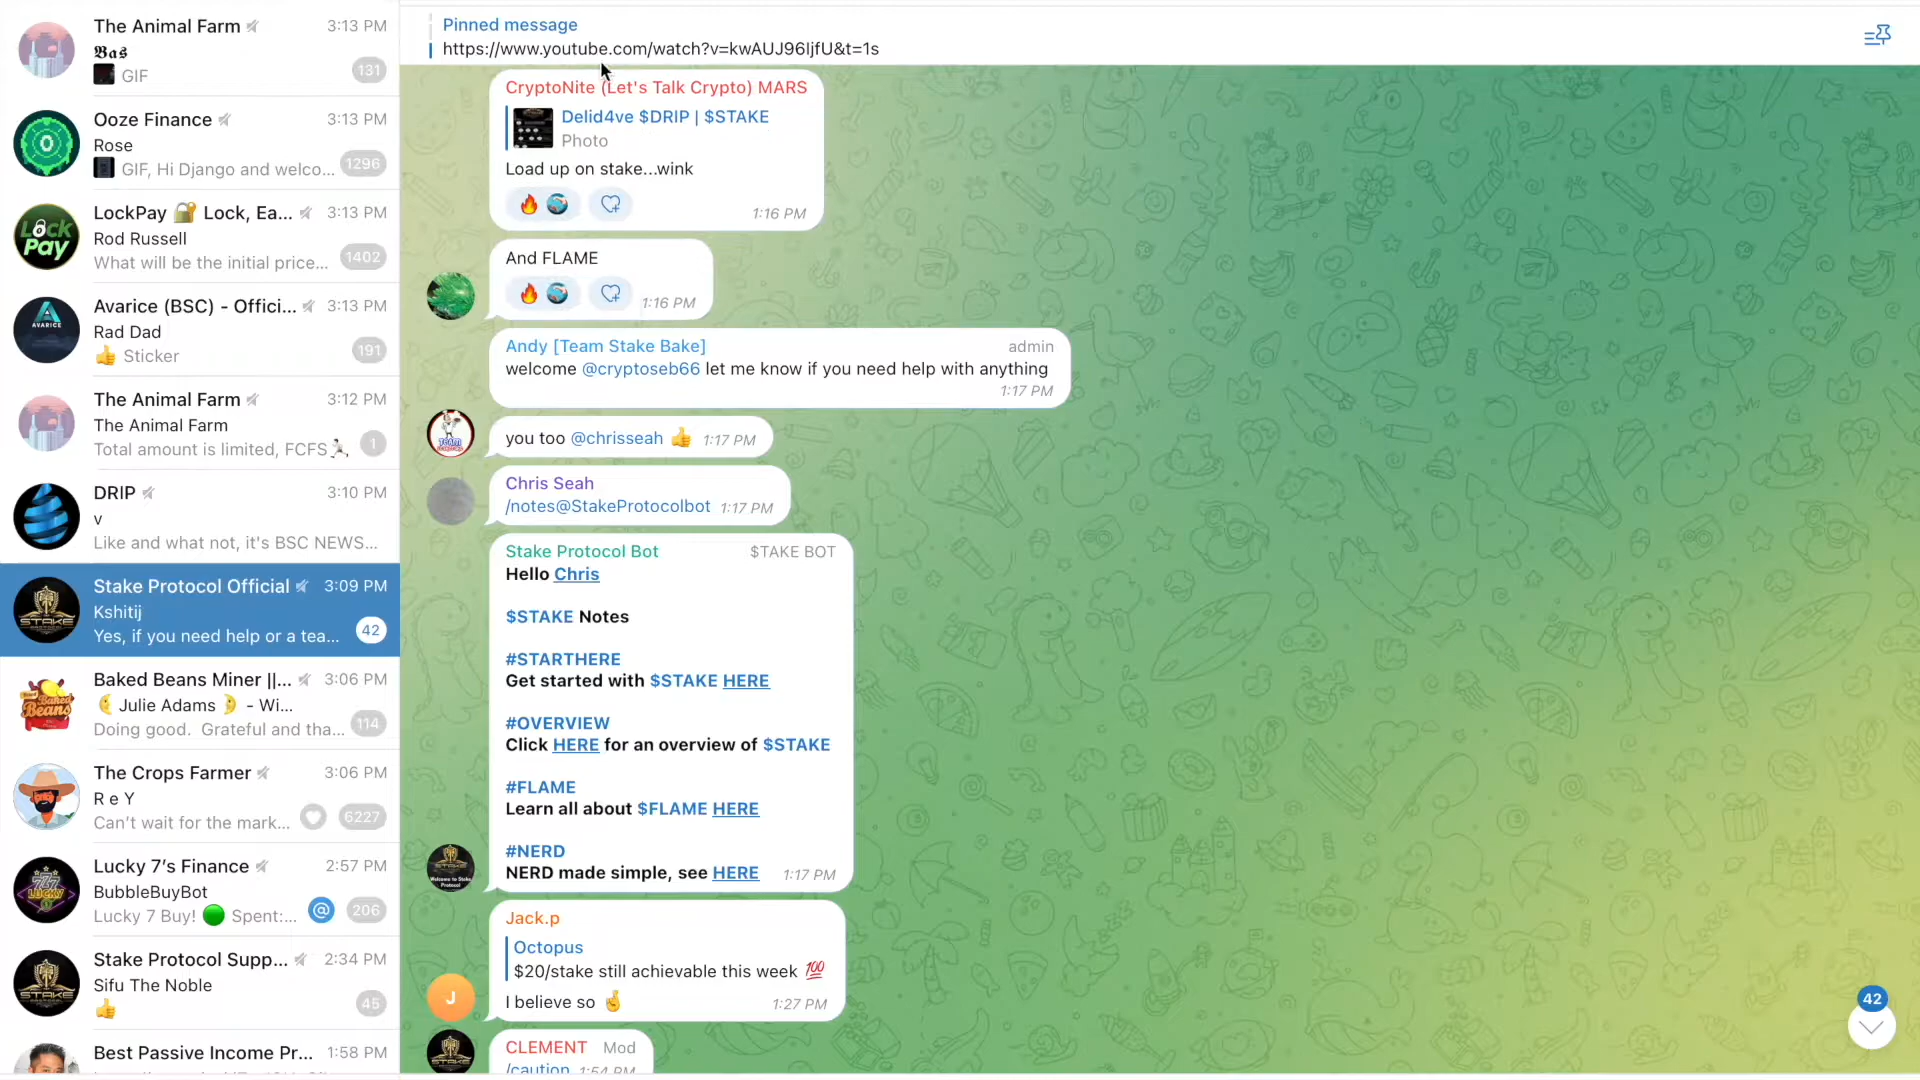 The Animal Farm 3:13 PM
𝕭𝖆𝖘
GIF 131
Ooze Finance 3:13 PM
Rose
GIF, Hi Django and welco... 1296
LockPay 🔐 Lock, Ea... 3:13 PM
Rod Russell
What will be the initial price... 1402
Avarice (BSC) - Offici... 3:13 PM
Rad Dad
👍 Sticker 191
The Animal Farm 3:12 PM
The Animal Farm
Total amount is limited, FCFS 1
DRIP 3:10 PM
v
Like and what not, it's BSC NEWS...
Stake Protocol Official 3:09 PM
Kshitij
Yes, if you need help or a tea... 42
Baked Beans Miner ||... 3:06 PM
🌜 Julie Adams 🌛 - Wi...
Doing good. Grateful and tha... 114
The Crops Farmer 3:06 PM
R e Y
Can't wait for the mark... 6227
Lucky 7's Finance 2:57 PM
BubbleBuyBot
Lucky 7 Buy! 🟢 Spent:... @ 206
Stake Protocol Supp... 2:34 PM
Sifu The Noble
👍 45
Best Passive Income Pr... 1:58 PM
Pinned message
https://www.youtube.com/watch?v=kwAUJ96ljfU&t=1s
CryptoNite (Let's Talk Crypto) MARS
Delid4ve $DRIP | $STAKE
Photo
Load up on stake...wink
1:16 PM
And FLAME
1:16 PM
Andy [Team Stake Bake] admin
welcome @cryptoseb66 let me know if you need help with anything
1:17 PM
you too @chrisseah 👍 1:17 PM
Chris Seah
/notes@StakeProtocolbot 1:17 PM
Stake Protocol Bot $TAKE BOT
Hello Chris
$STAKE Notes
#STARTHERE
Get started with $STAKE HERE
#OVERVIEW
Click HERE for an overview of $STAKE
#FLAME
Learn all about $FLAME HERE
#NERD
NERD made simple, see HERE 1:17 PM
Jack.p
Octopus
$20/stake still achievable this week 💯
I believe so 🤞 1:27 PM
J
CLEMENT Mod
/caution 1:54 PM
42